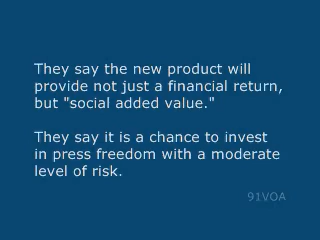 They say the new product will
provide not just a financial return,
but "social added value."
They say it is a chance to invest
in press freedom with a moderate
level of risk.
91VOA